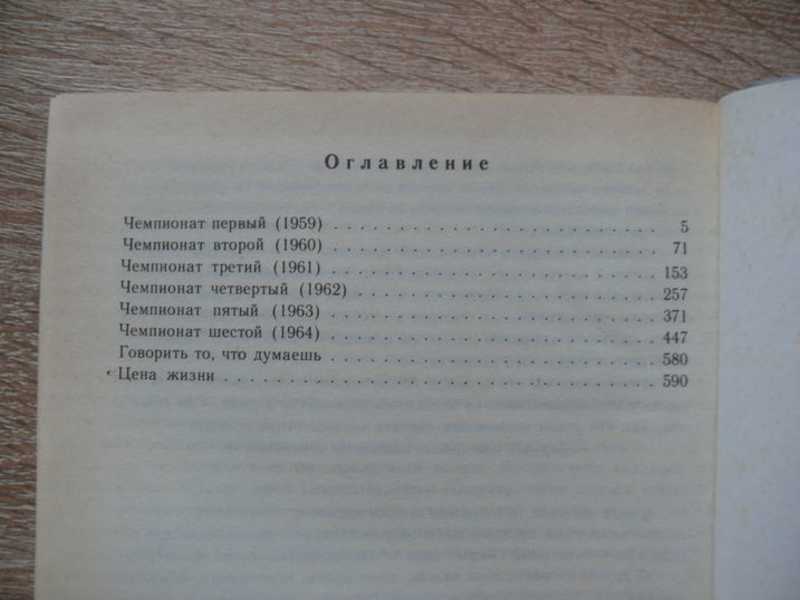 Оглавление
Чемпионат первый (1959) . . . . . . . . . . . . . . . . . . . . . . . . . 5
Чемпионат второй (1960) . . . . . . . . . . . . . . . . . . . . . . . . . 71
Чемпионат третий (1961) . . . . . . . . . . . . . . . . . . . . . . . . . 153
Чемпионат четвертый (1962) . . . . . . . . . . . . . . . . . . . . . . . 257
Чемпионат пятый (1963) . . . . . . . . . . . . . . . . . . . . . . . . . 371
Чемпионат шестой (1964) . . . . . . . . . . . . . . . . . . . . . . . . . 447
Говорить то, что думаешь . . . . . . . . . . . . . . . . . . . . . . . . . 580
Цена жизни . . . . . . . . . . . . . . . . . . . . . . . . . . . . . . . . . 590